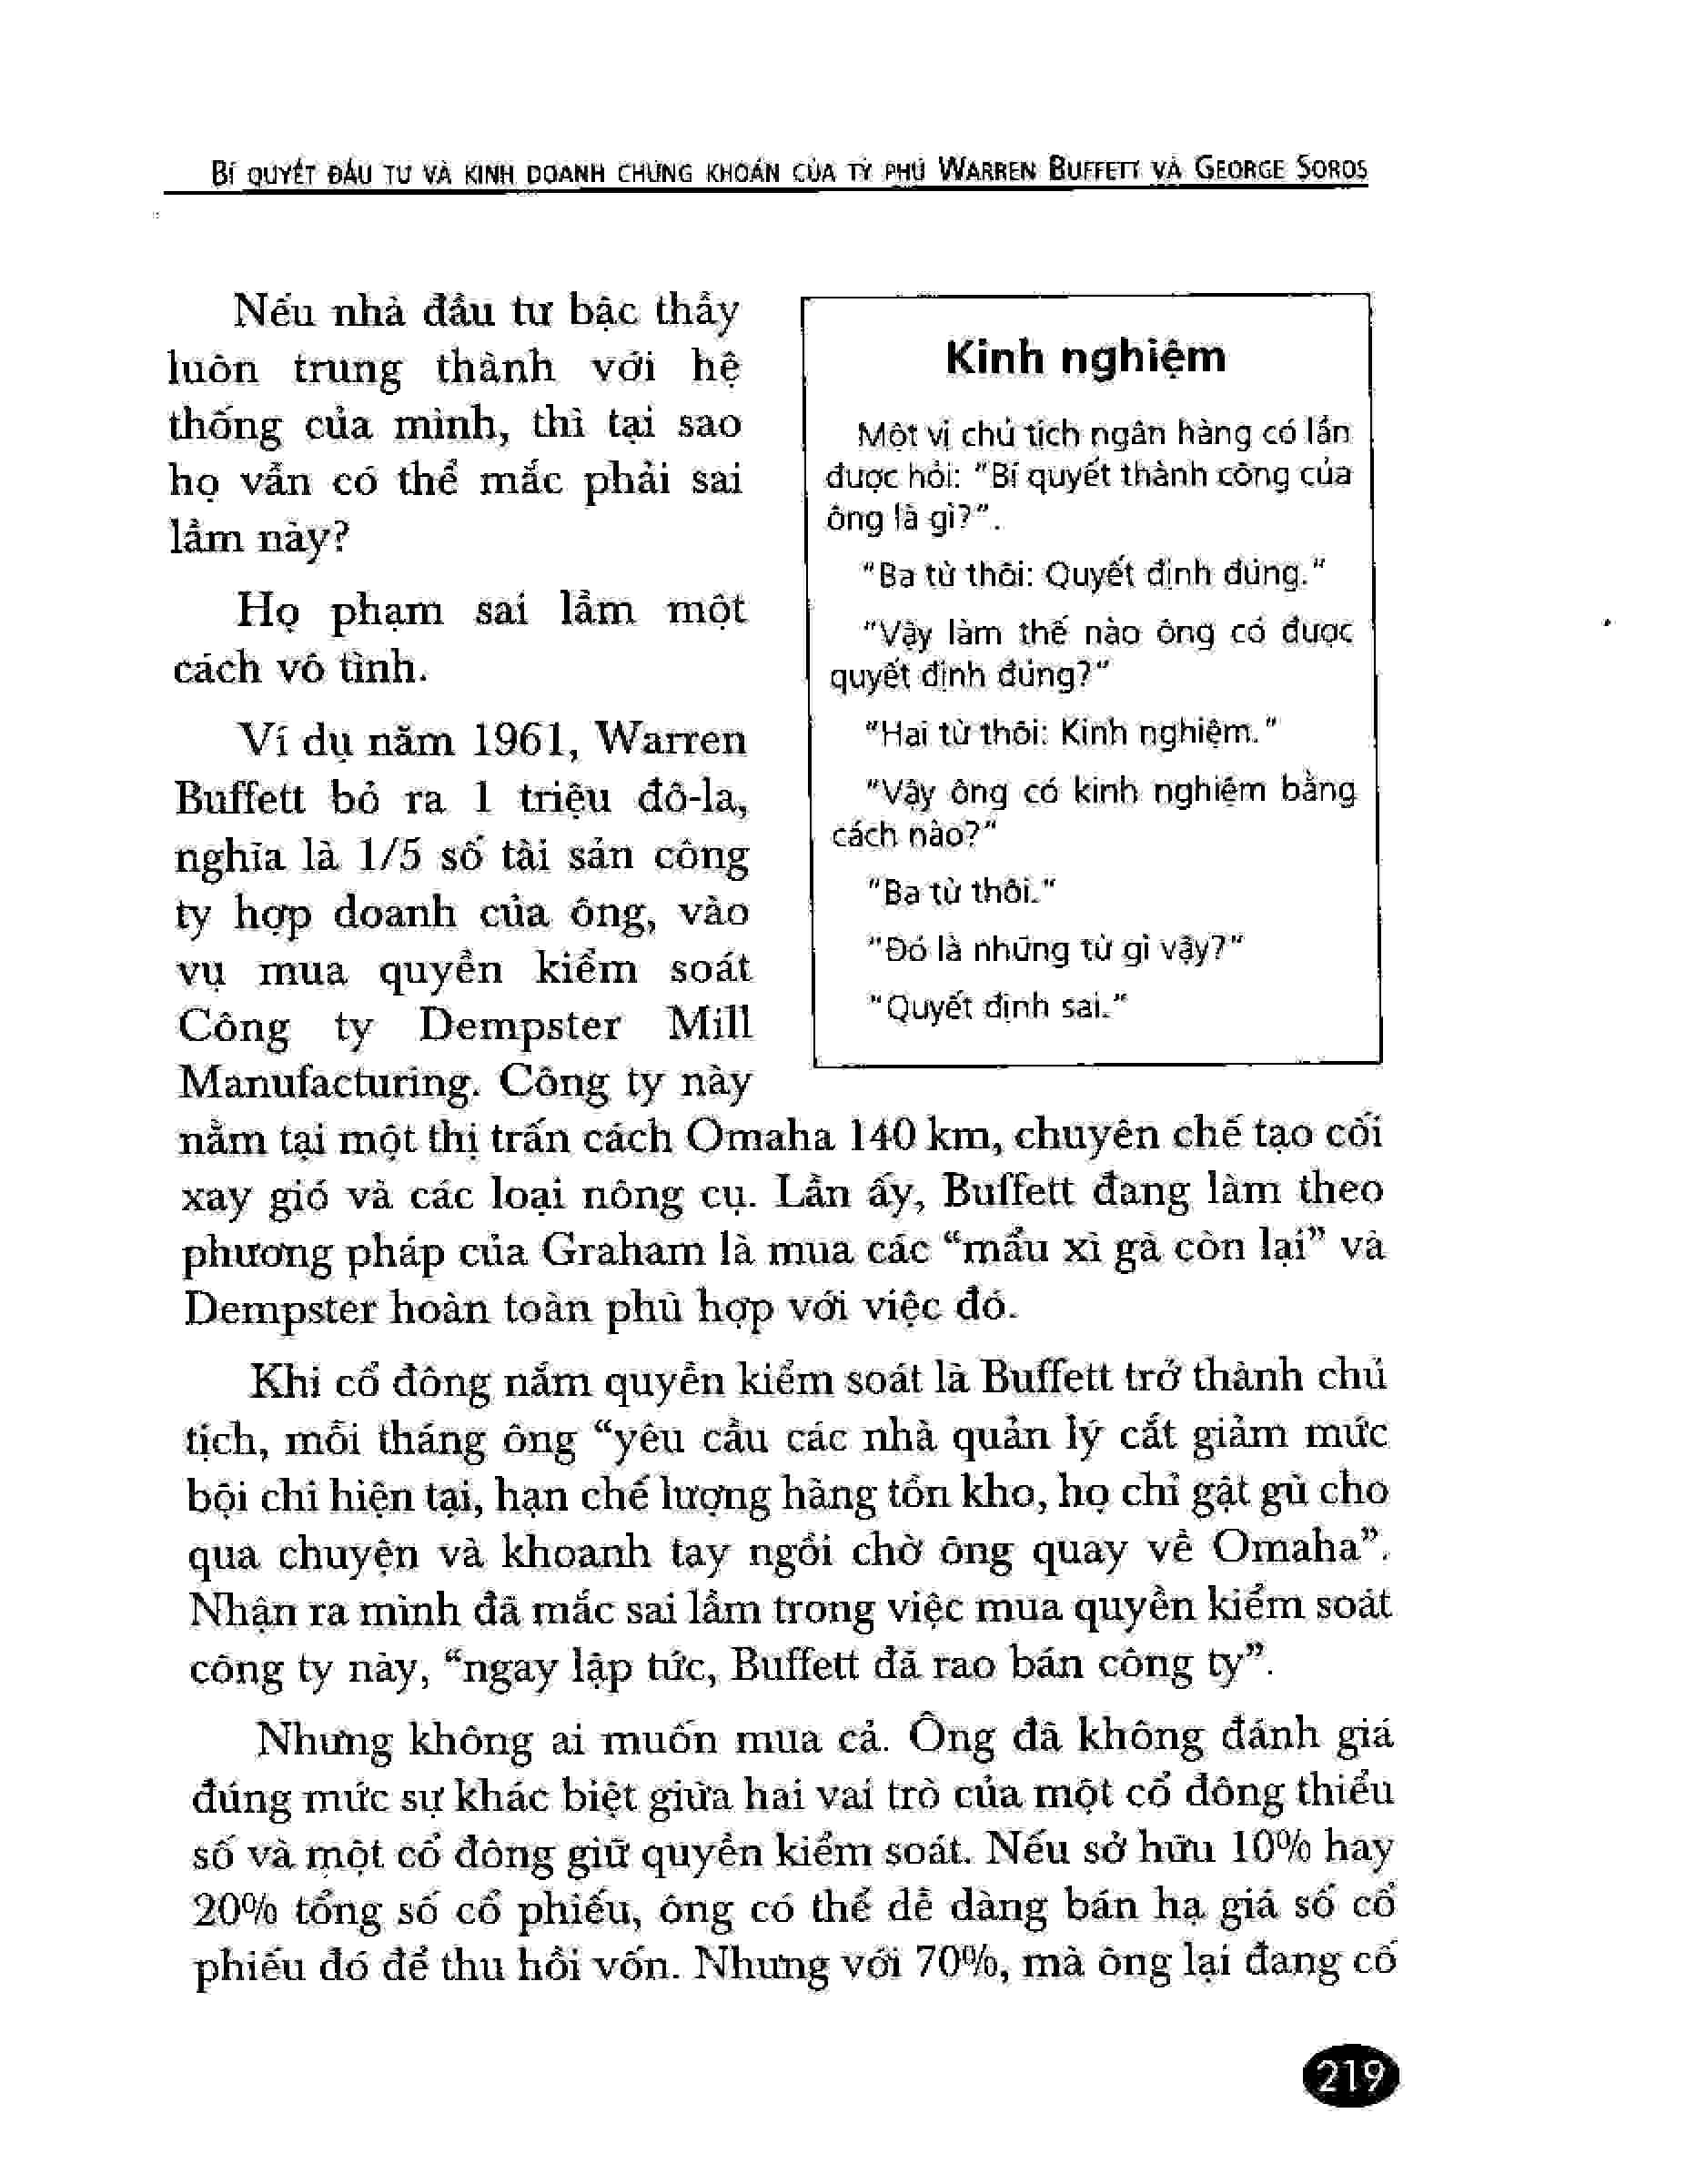 BÍ QUYẾT ĐẦU TƯ VÀ KINH DOANH CHỨNG KHOÁN CỦA TỶ PHÚ WARREN BUFFETT VÀ GEORGE SOROS
Nếu nhà đầu tư bậc thầy
luôn trung thành với hệ
thống của mình, thì tại sao
họ vẫn có thể mắc phải sai
lầm này?
Họ phạm sai lầm một
cách vô tình.
Ví dụ năm 1961, Warren
Buffett bỏ ra 1 triệu đô-la,
nghĩa là 1/5 số tài sản công
ty hợp doanh của ông, vào
vụ mua quyền kiểm soát
Công ty Dempster Mill
Manufacturing. Công ty này
nằm tại một thị trấn cách Omaha 140 km, chuyên chế tạo cối
xay gió và các loại nông cụ. Lần ấy, Buffett đang làm theo
phương pháp của Graham là mua các “mẩu xì gà còn lại” và
Dempster hoàn toàn phù hợp với việc đó.
Kinh nghiệm
Một vị chủ tịch ngân hàng có lần
được hỏi: “Bí quyết thành công của
ông là gì?”.
“Ba từ thôi: Quyết định đúng.”
“Vậy làm thế nào ông có được
quyết định đúng?”
“Hai từ thôi: Kinh nghiệm.”
“Vậy ông có kinh nghiệm bằng
cách nào?”
“Ba từ thôi.”
“Đó là những từ gì vậy?”
“Quyết định sai.”
Khi cổ đông nắm quyền kiểm soát là Buffett trở thành chủ
tịch, mỗi tháng ông “yêu cầu các nhà quản lý cắt giảm mức
bội chi hiện tại, hạn chế lượng hàng tồn kho, họ chỉ gật gù cho
qua chuyện và khoanh tay ngồi chờ ông quay về Omaha”.
Nhận ra mình đã mắc sai lầm trong việc mua quyền kiểm soát
công ty này, “ngay lập tức, Buffett đã rao bán công ty”.
Nhưng không ai muốn mua cả. Ông đã không đánh giá
đúng mức sự khác biệt giữa hai vai trò của một cổ đông thiểu
số và một cổ đông giữ quyền kiểm soát. Nếu sở hữu 10% hay
20% tổng số cổ phiếu, ông có thể dễ dàng bán hạ giá số cổ
phiếu đó để thu hồi vốn. Nhưng với 70%, mà ông lại đang cố
219